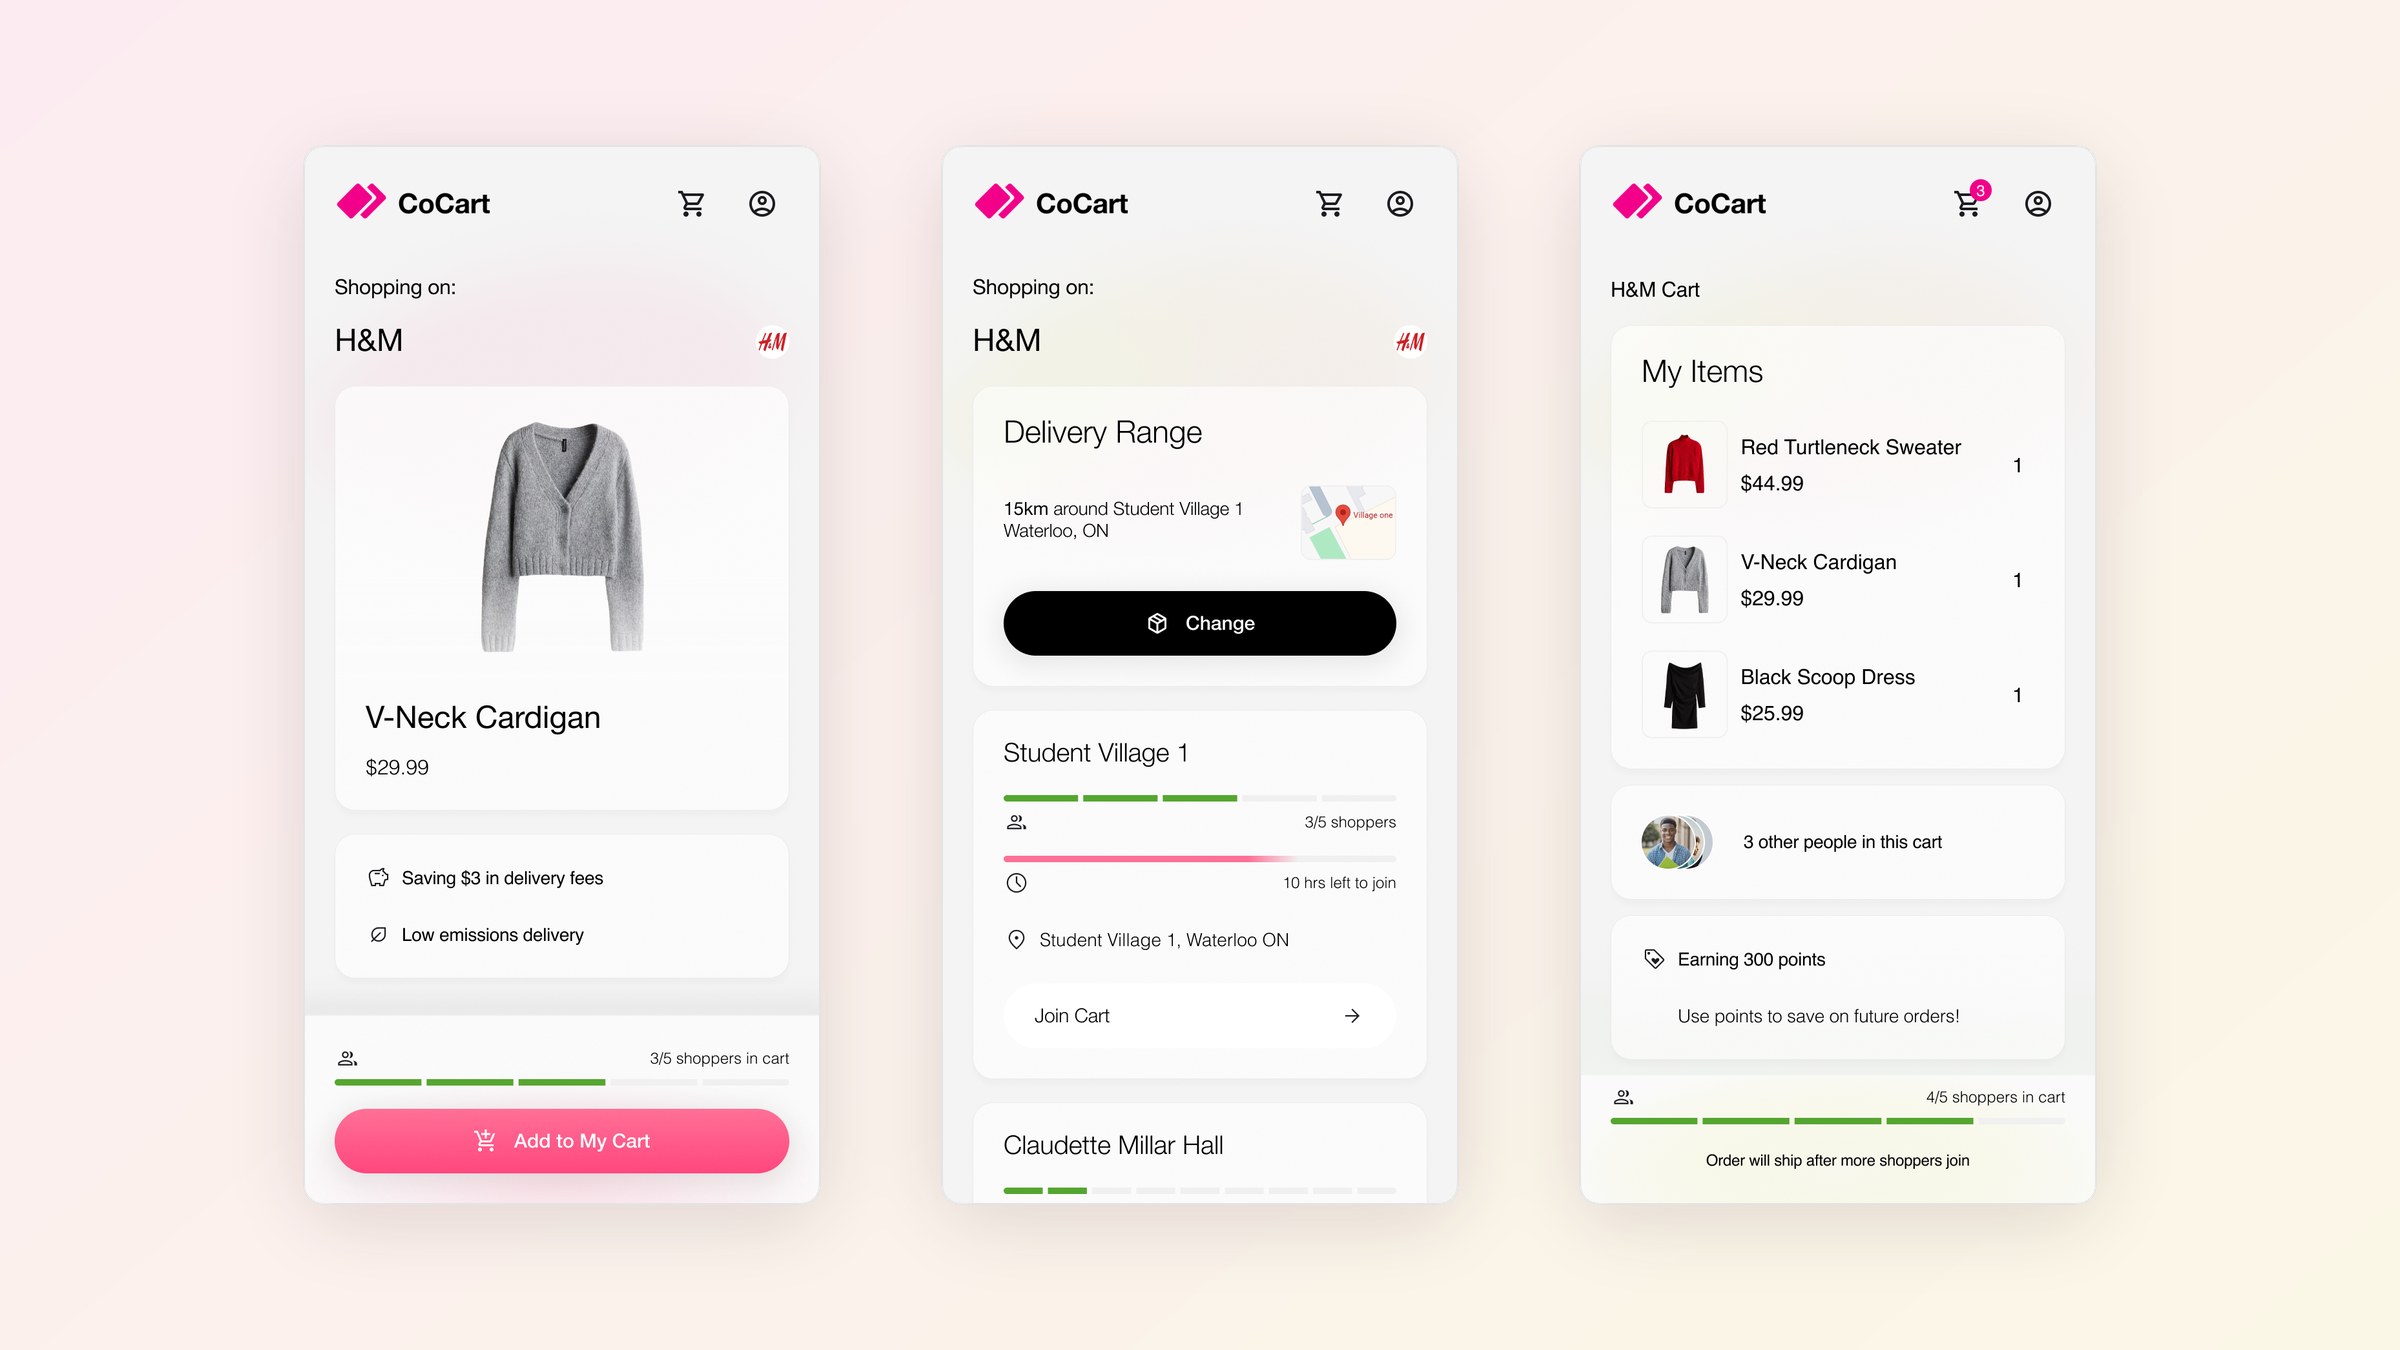 CoCart
Shopping on:
H&M
H&M
V-Neck Cardigan
$29.99
Saving $3 in delivery fees
Low emissions delivery
3/5 shoppers in cart
Add to My Cart
CoCart
Shopping on:
H&M
H&M
Delivery Range
15km around Student Village 1
Waterloo, ON
Village one
Change
Student Village 1
3/5 shoppers
10 hrs left to join
Student Village 1, Waterloo ON
Join Cart
Claudette Millar Hall
CoCart
3
H&M Cart
My Items
Red Turtleneck Sweater
$44.99
1
V-Neck Cardigan
$29.99
1
Black Scoop Dress
$25.99
1
3 other people in this cart
Earning 300 points
Use points to save on future orders!
4/5 shoppers in cart
Order will ship after more shoppers join